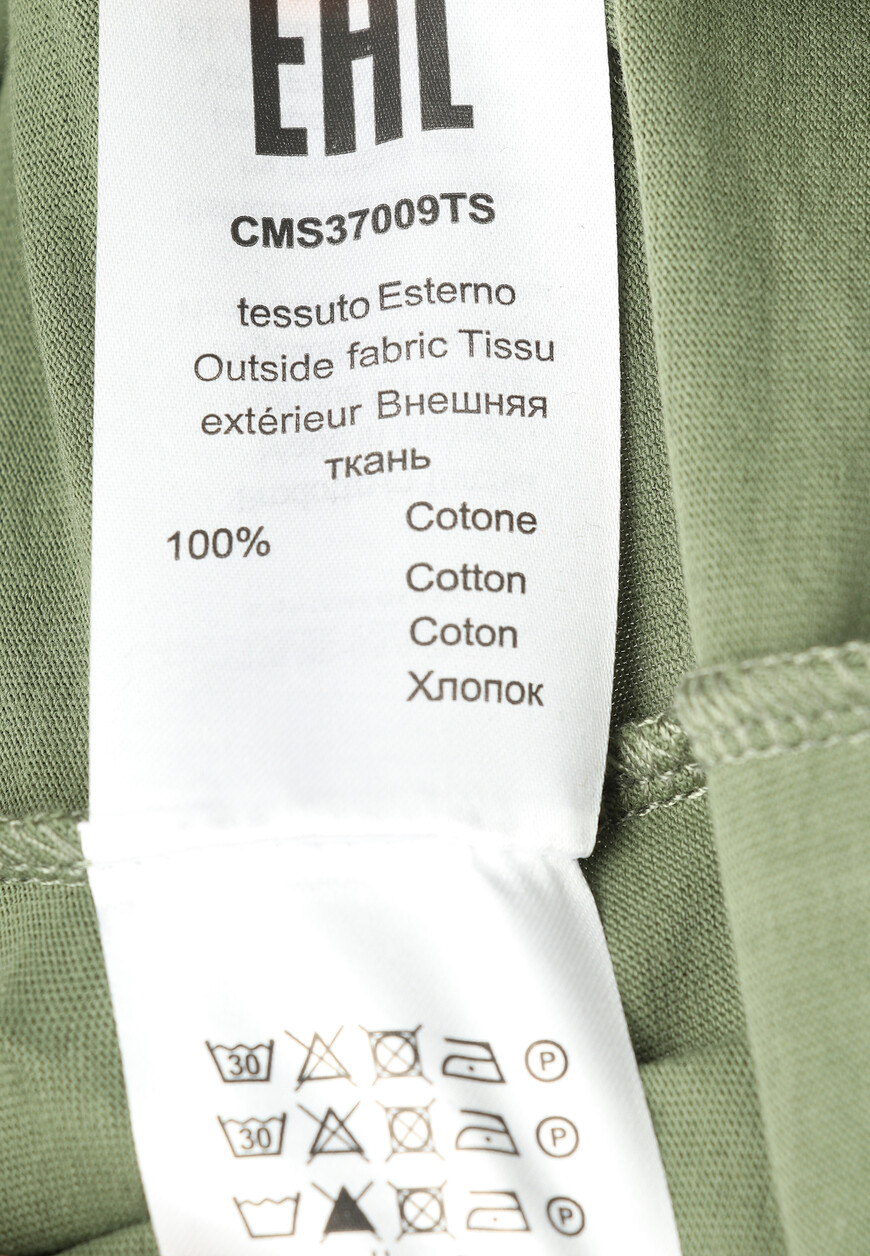 EAC
CMS37009TS
tessuto Esterno
Outside fabric Tissu
extérieur Внешняя
ткань
100% Cotone
Cotton
Coton
Хлопок
30 P
30 P
P